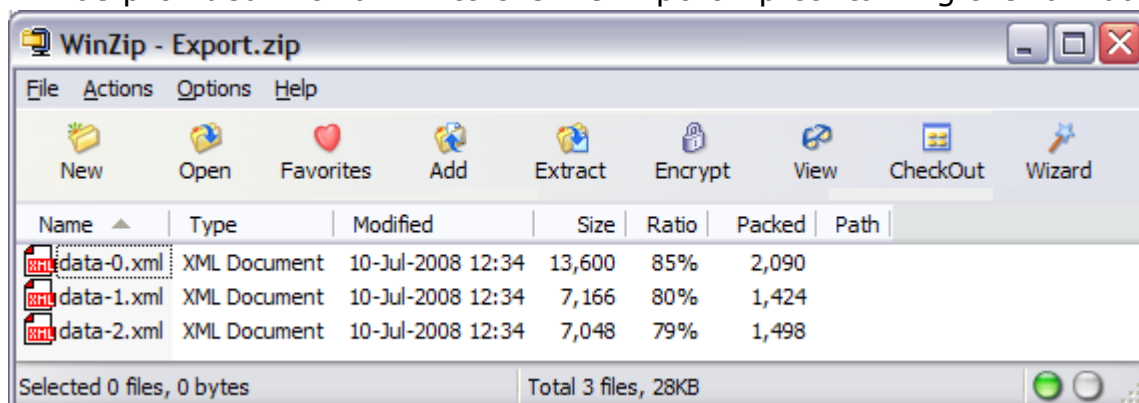 WinZip - Export.zip
File Actions Options Help
New Open Favorites Add Extract Encrypt View CheckOut Wizard
Name Type Modified Size Ratio Packed Path
data-0.xml XML Document 10-Jul-2008 12:34 13,600 85% 2,090
data-1.xml XML Document 10-Jul-2008 12:34 7,166 80% 1,424
data-2.xml XML Document 10-Jul-2008 12:34 7,048 79% 1,498
Selected 0 files, 0 bytes Total 3 files, 28KB